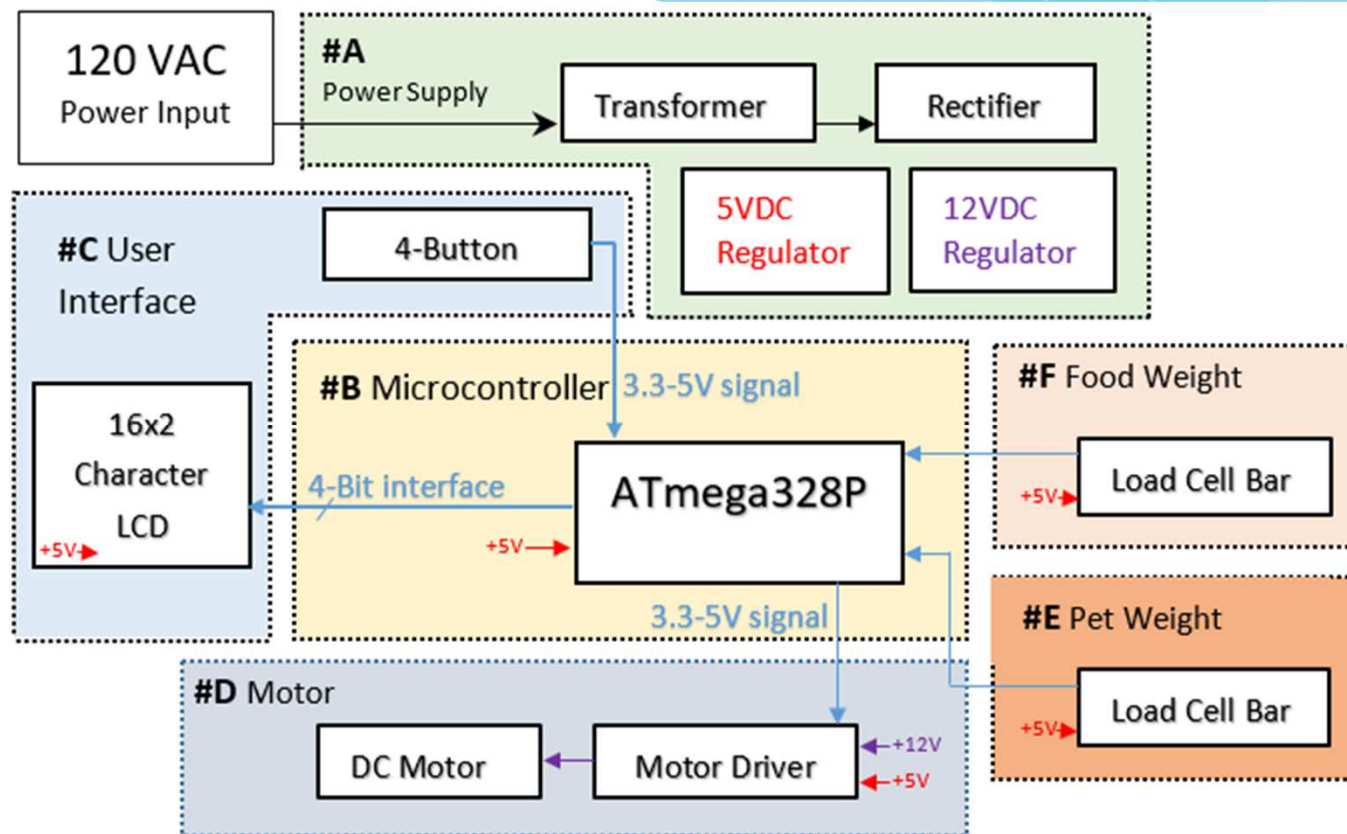 120 VAC
Power Input
#A
Power Supply
Transformer
Rectifier
5VDC
Regulator
12VDC
Regulator
#C User
Interface
4-Button
16x2
Character
LCD
+5V
#B Microcontroller
3.3-5V signal
4-Bit interface
ATmega328P
+5V
3.3-5V signal
#F Food Weight
Load Cell Bar
+5V
#E Pet Weight
Load Cell Bar
+5V
#D Motor
DC Motor
Motor Driver
+12V
+5V